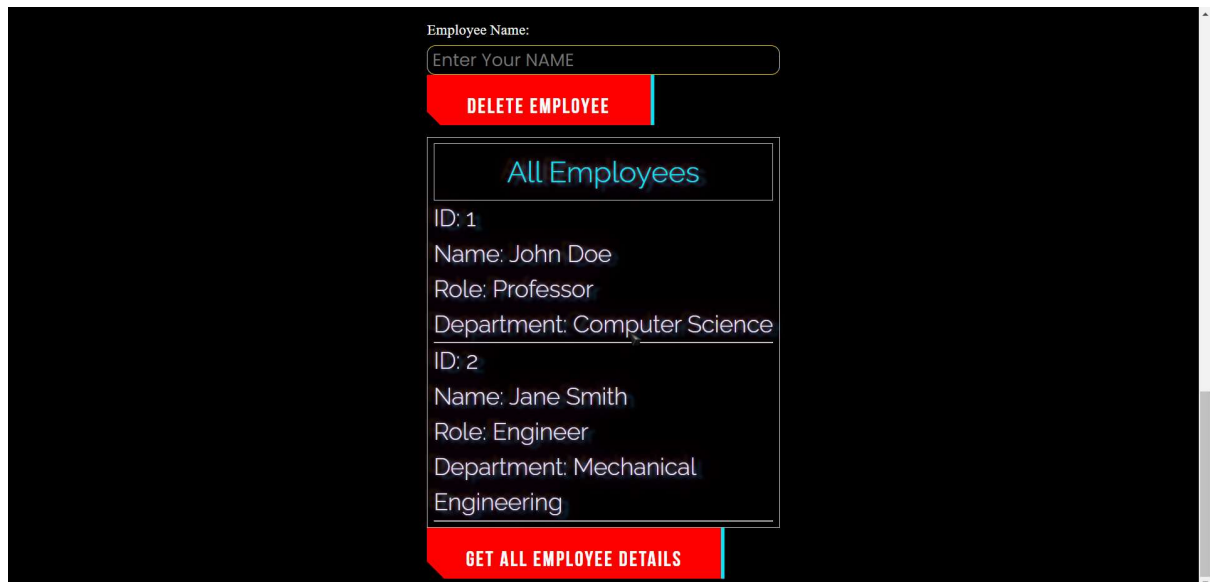 Employee Name:
Enter Your NAME
DELETE EMPLOYEE
All Employees
ID: 1
Name: John Doe
Role: Professor
Department: Computer Science
ID: 2
Name: Jane Smith
Role: Engineer
Department: Mechanical
Engineering
GET ALL EMPLOYEE DETAILS